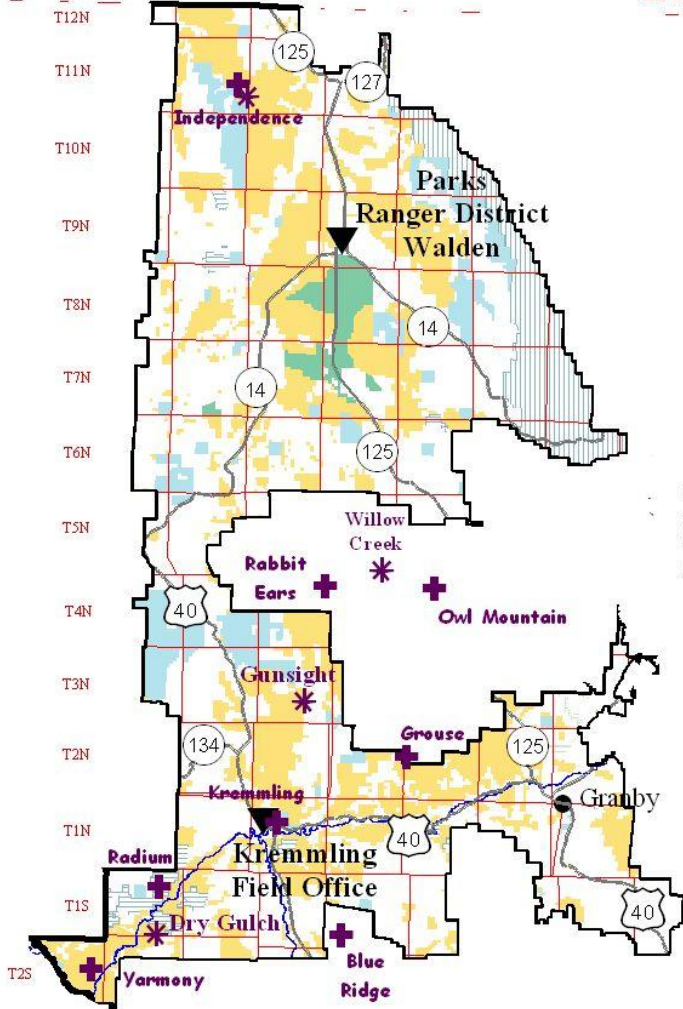 T12N
125
T11N
127
Independence
T10N
Parks
Ranger District
Walden
T9N
T8N
14
T7N
14
T6N
125
T5N
Willow
Creek
Rabbit
Ears
T4N
40
Owl Mountain
T3N
Gunsight
T2N
134
Grouse
125
Kremmling
Granby
T1N
40
Kremmling
Field Office
Radium
T1S
Dry Gulch
40
T2S
Yarmony
Blue
Ridge